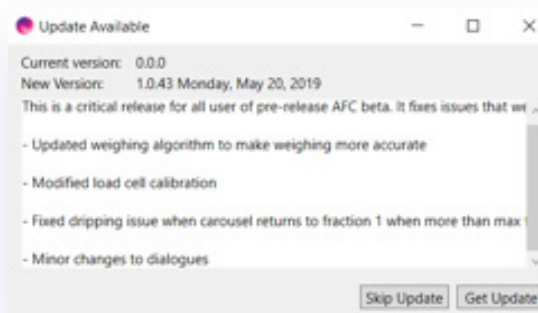 Update Available
Current version: 0.0.0
New Version: 1.0.43 Monday, May 20, 2019
This is a critical release for all user of pre-release AFC beta. It fixes issues that we
- Updated weighing algorithm to make weighing more accurate
- Modified load cell calibration
- Fixed dripping issue when carousel returns to fraction 1 when more than max
- Minor changes to dialogues
Skip Update Get Update